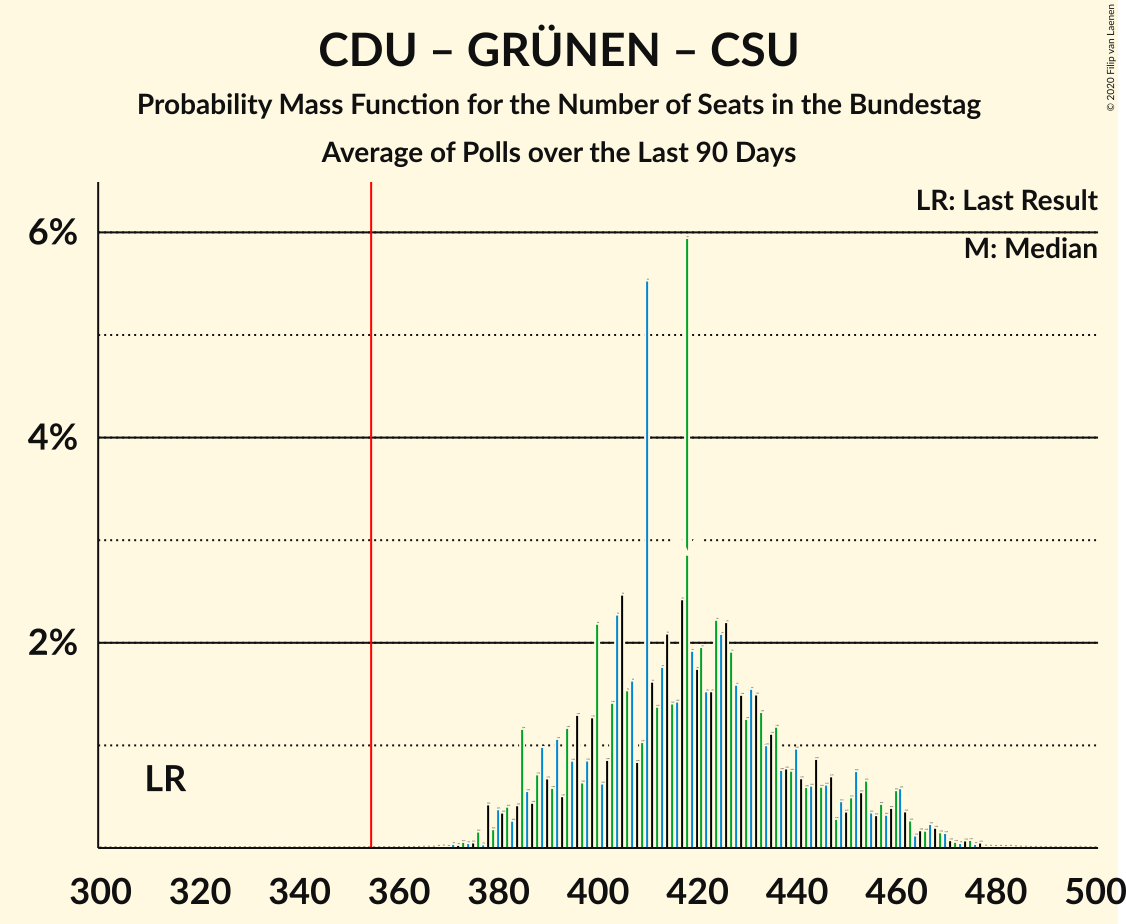 CDU – GRÜNEN – CSU
Probability Mass Function for the Number of Seats in the Bundestag
Average of Polls over the Last 90 Days
© 2020 Filip van Laenen
LR: Last Result
M: Median
6%
4%
2%
LR
300 320 340 360 380 400 420 440 460 480 500